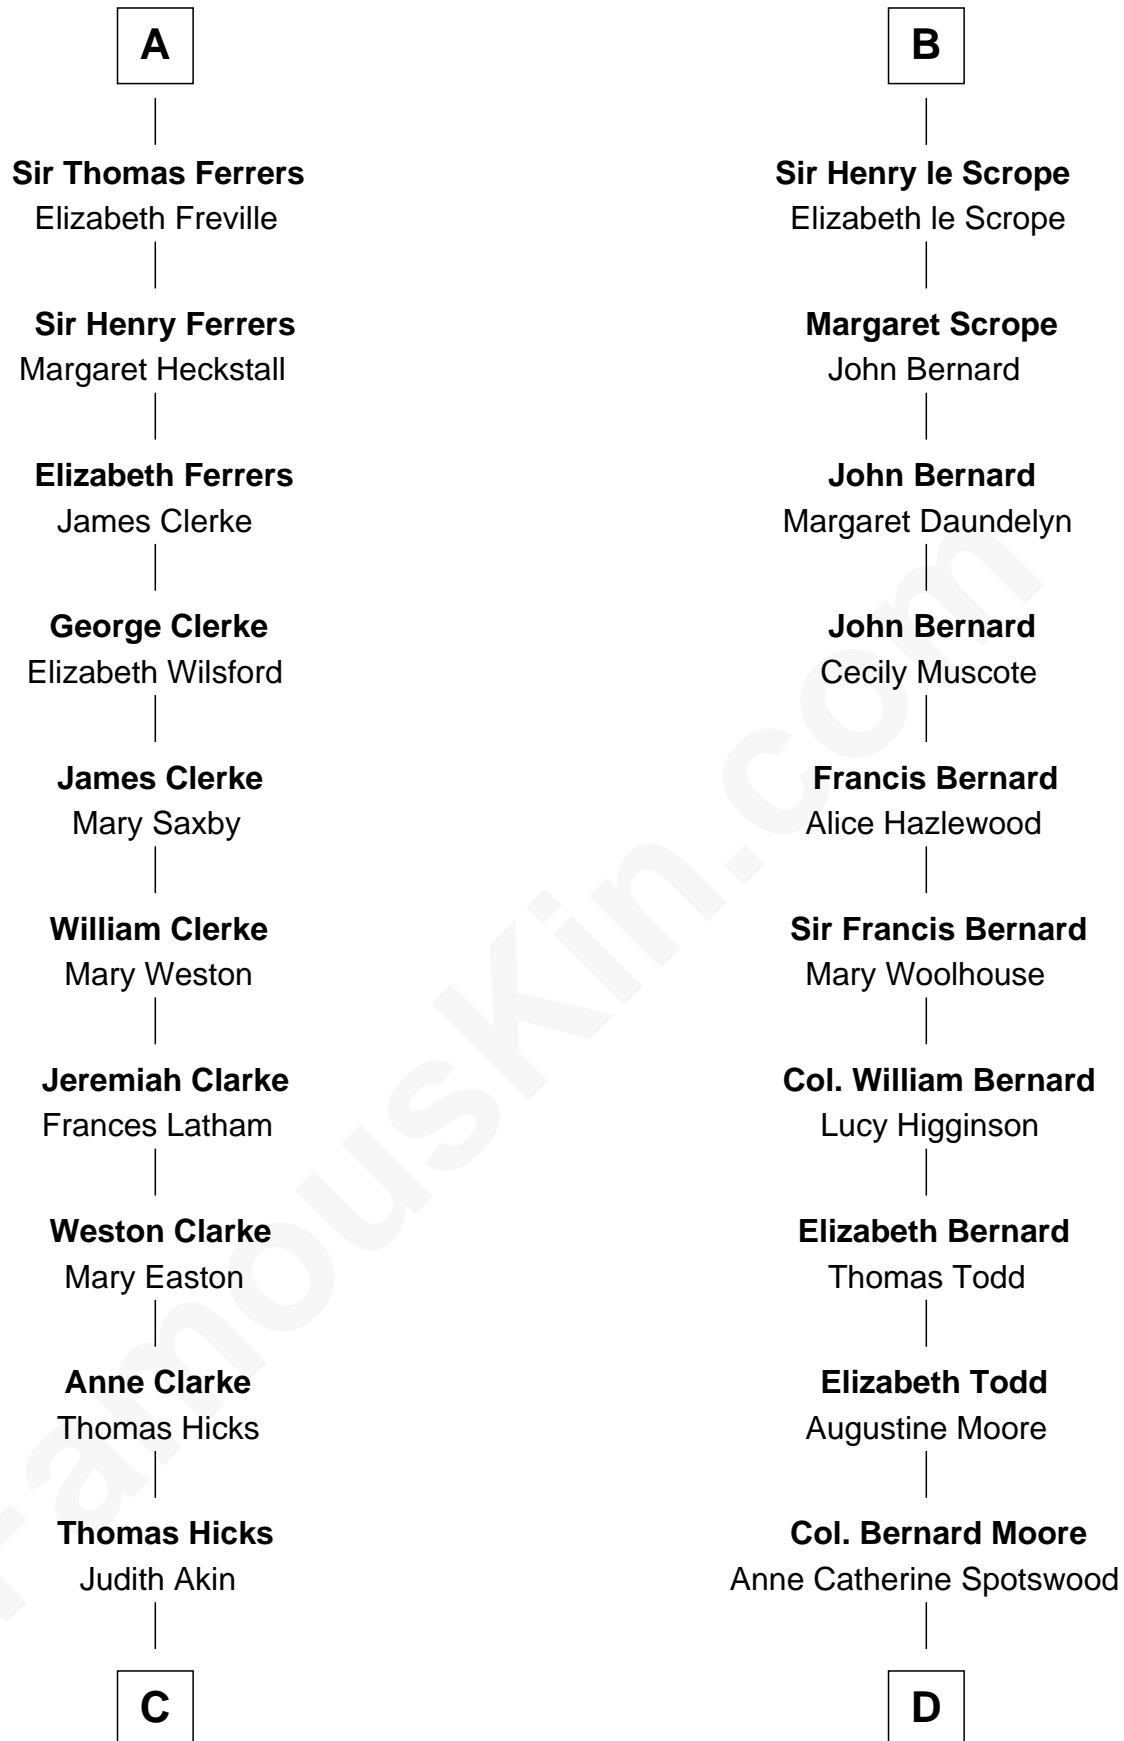 A
Sir Thomas Ferrers
Elizabeth Freville
Sir Henry Ferrers
Margaret Heckstall
Elizabeth Ferrers
James Clerke
George Clerke
Elizabeth Wilsford
James Clerke
Mary Saxby
William Clerke
Mary Weston
Jeremiah Clarke
Frances Latham
Weston Clarke
Mary Easton
Anne Clarke
Thomas Hicks
Thomas Hicks
Judith Akin
C
B
Sir Henry le Scrope
Elizabeth le Scrope
Margaret Scrope
John Bernard
John Bernard
Margaret Daundelyn
John Bernard
Cecily Muscote
Francis Bernard
Alice Hazlewood
Sir Francis Bernard
Mary Woolhouse
Col. William Bernard
Lucy Higginson
Elizabeth Bernard
Thomas Todd
Elizabeth Todd
Augustine Moore
Col. Bernard Moore
Anne Catherine Spotswood
D
FamousKin.com